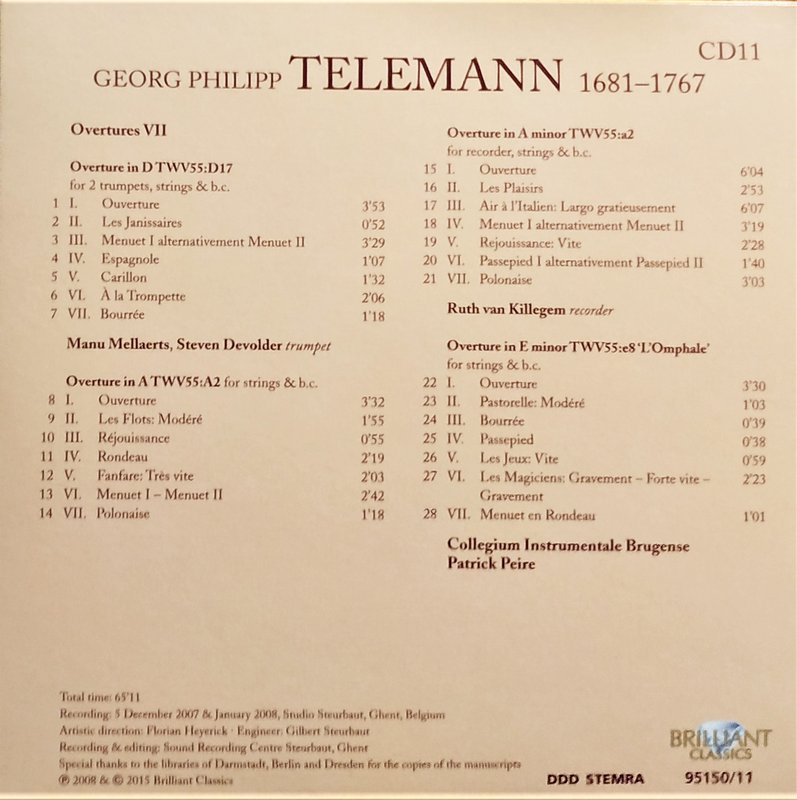 CD11
GEORG PHILIPP TELEMANN 1681–1767
Overtures VII
Overture in D TWV55:D17
for 2 trumpets, strings & b.c.
1 I. Ouverture 3'53
2 II. Les Janissaires 0'52
3 III. Menuet I alternativement Menuet II 3'29
4 IV. Espagnole 1'07
5 V. Carillon 1'32
6 VI. À la Trompette 2'06
7 VII. Bourrée 1'18
Manu Mellaerts, Steven Devolder trumpet
Overture in A TWV55:A2 for strings & b.c.
8 I. Ouverture 3'32
9 II. Les Flots: Modéré 1'55
10 III. Réjouissance 0'55
11 IV. Rondeau 2'19
12 V. Fanfare: Très vite 2'03
13 VI. Menuet I – Menuet II 2'42
14 VII. Polonaise 1'18
Overture in A minor TWV55:a2
for recorder, strings & b.c.
15 I. Ouverture 6'04
16 II. Les Plaisirs 2'53
17 III. Air à l'Italien: Largo gratieusement 6'07
18 IV. Menuet I alternativement Menuet II 3'19
19 V. Rejouissance: Vite 2'28
20 VI. Passepied I alternativement Passepied II 1'40
21 VII. Polonaise 3'03
Ruth van Killegem recorder
Overture in E minor TWV55:e8 'L'Omphale'
for strings & b.c.
22 I. Ouverture 3'30
23 II. Pastorelle: Modéré 1'03
24 III. Bourrée 0'39
25 IV. Passepied 0'38
26 V. Les Jeux: Vite 0'59
27 VI. Les Magiciens: Gravement – Forte vite – 2'23
Gravement
28 VII. Menuet en Rondeau 1'01
Collegium Instrumentale Brugense
Patrick Peire
Total time: 65'11
Recording: 5 December 2007 & January 2008, Studio Steurbaut, Ghent, Belgium
Artistic direction: Florian Heyerick · Engineer: Gilbert Steurbaut
Recording & editing: Sound Recording Centre Steurbaut, Ghent
Special thanks to the libraries of Darmstadt, Berlin and Dresden for the copies of the manuscripts
℗ 2008 & © 2015 Brilliant Classics
BRILLIANT
CLASSICS
DDD STEMRA 95150/11